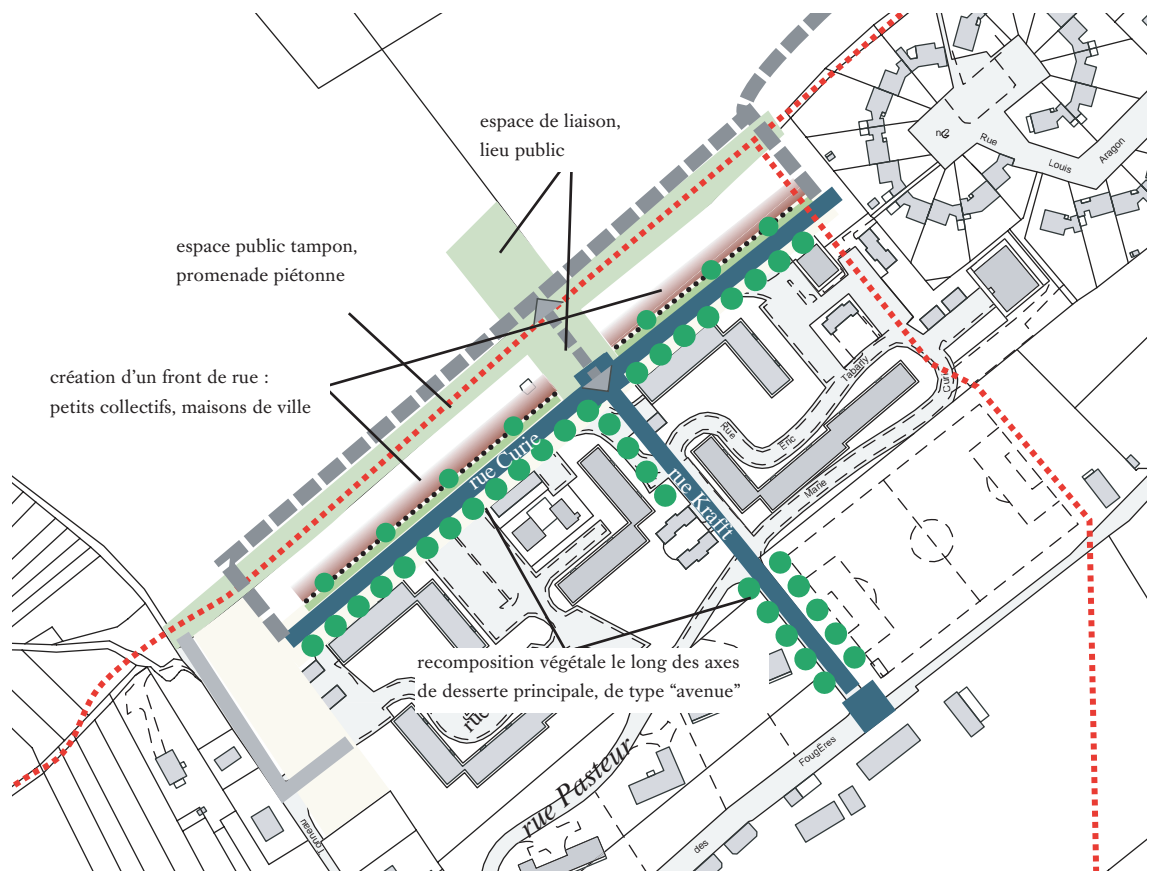 espace de liaison,
lieu public
espace public tampon,
promenade piétonne
création d'un front de rue :
petits collectifs, maisons de ville
Rue
Louis
Aragon
rue Curie
rue Krafft
Rue
Eric
Tabarly
Marie
Curie
recomposition végétale le long des axes
de desserte principale, de type “avenue”
rue
rue Pasteur
des
FougËres